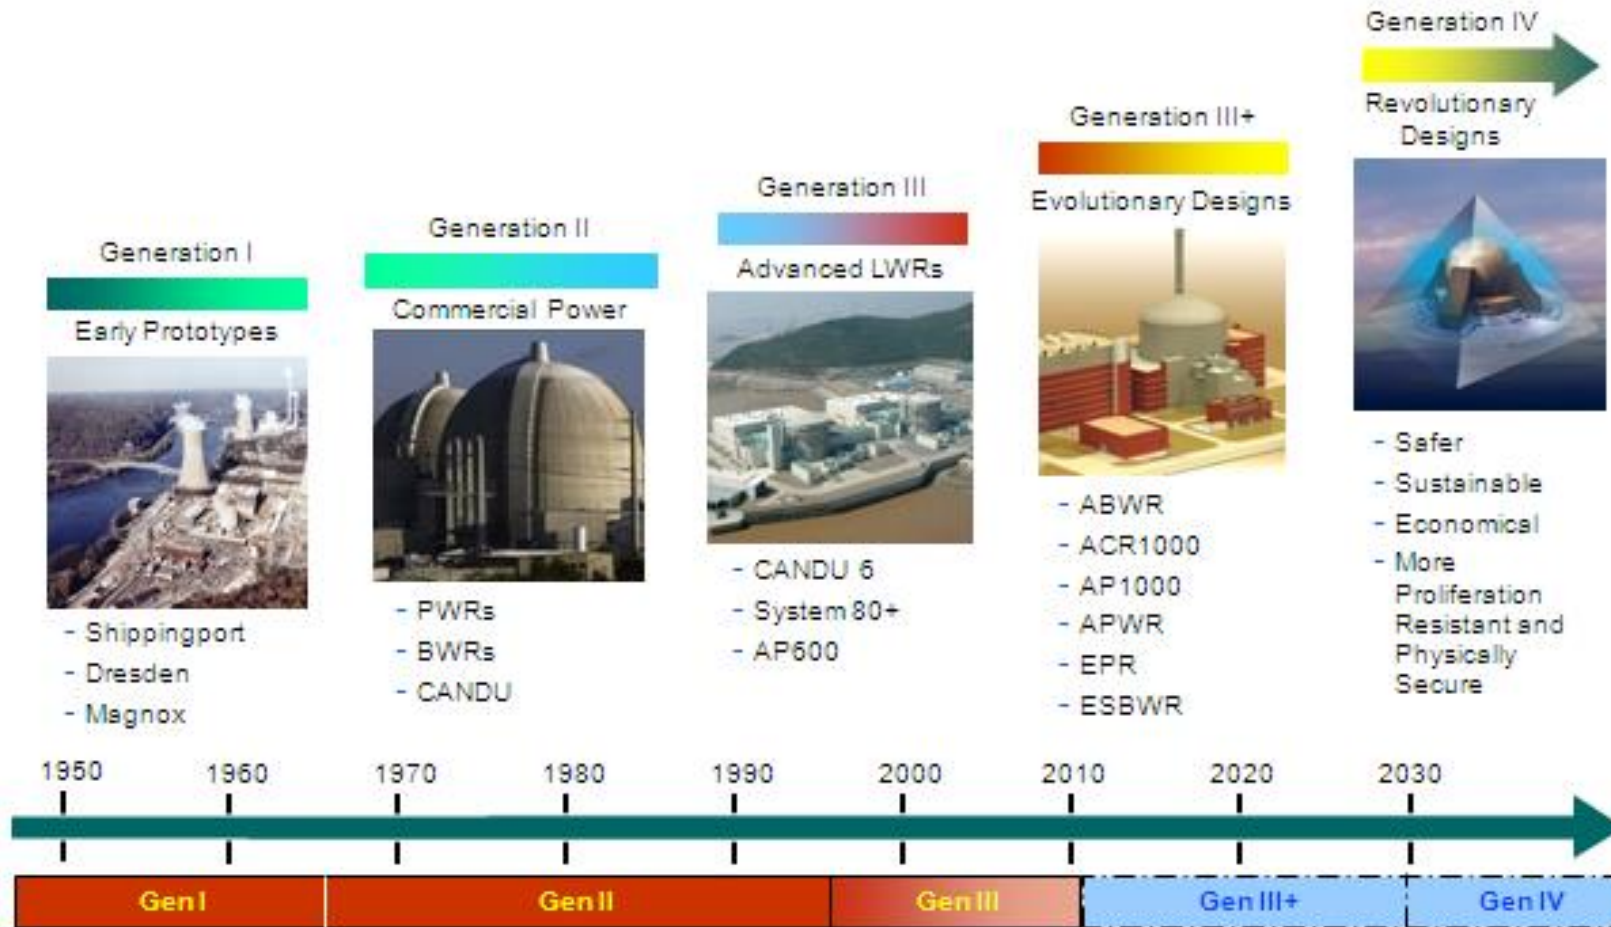 Generation I
Early Prototypes
- Shippingport
- Dresden
- Magnox
Generation II
Commercial Power
- PWRs
- BWRs
- CANDU
Generation III
Advanced LWRs
- CANDU 6
- System 80+
- AP600
Generation III+
Evolutionary Designs
- ABWR
- ACR1000
- AP1000
- APWR
- EPR
- ESBWR
Generation IV
Revolutionary
Designs
- Safer
- Sustainable
- Economical
- More
Proliferation
Resistant and
Physically
Secure
1950 1960 1970 1980 1990 2000 2010 2020 2030
Gen I Gen II Gen III Gen III+ Gen IV